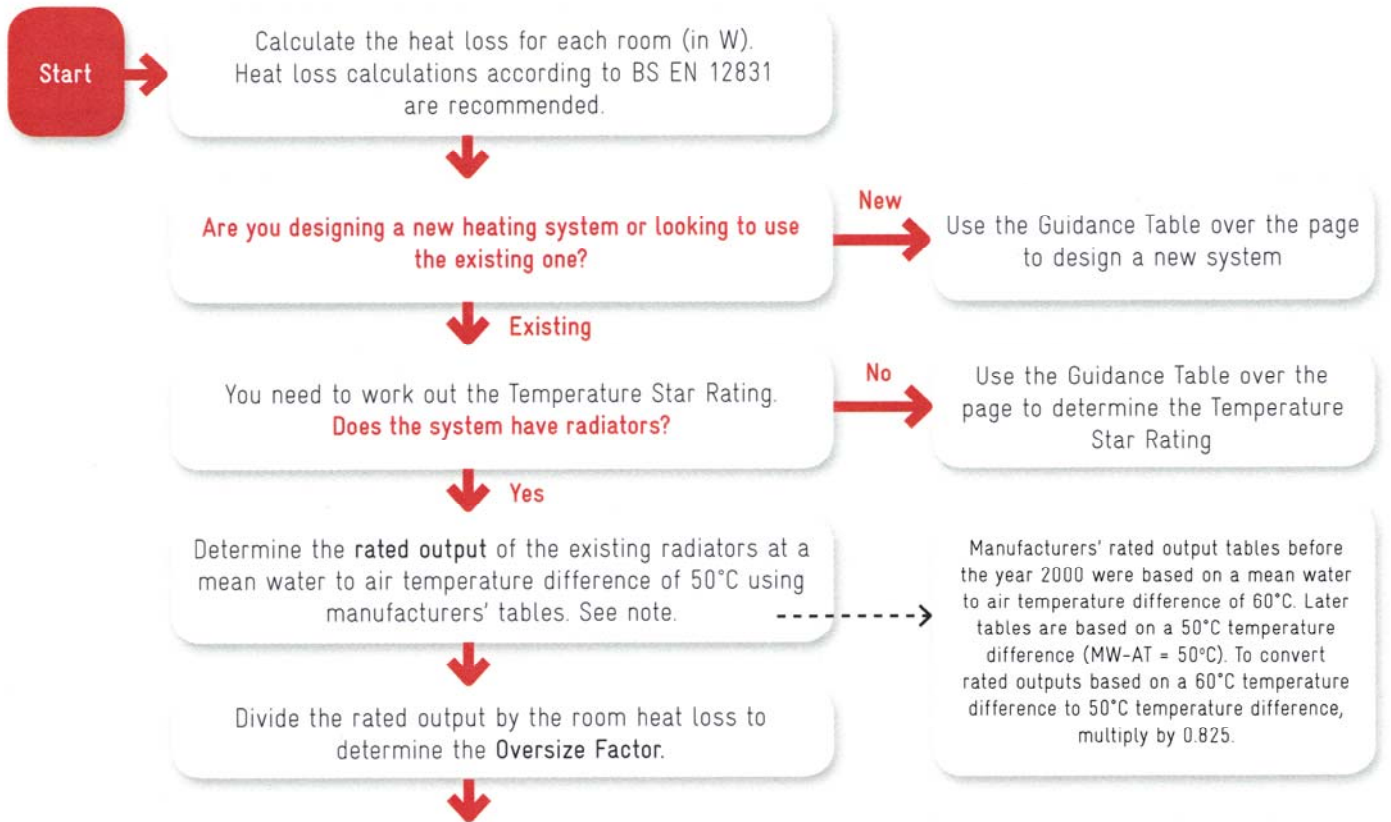 Start
Calculate the heat loss for each room (in W).
Heat loss calculations according to BS EN 12831
are recommended.
Are you designing a new heating system or looking to use
the existing one?
New
Use the Guidance Table over the page
to design a new system
Existing
You need to work out the Temperature Star Rating.
Does the system have radiators?
No
Use the Guidance Table over the
page to determine the Temperature
Star Rating
Yes
Determine the rated output of the existing radiators at a
mean water to air temperature difference of 50°C using
manufacturers' tables. See note.
Manufacturers' rated output tables before
the year 2000 were based on a mean water
to air temperature difference of 60°C. Later
tables are based on a 50°C temperature
difference (MW-AT = 50°C). To convert
rated outputs based on a 60°C temperature
difference to 50°C temperature difference,
multiply by 0.825.
Divide the rated output by the room heat loss to
determine the Oversize Factor.